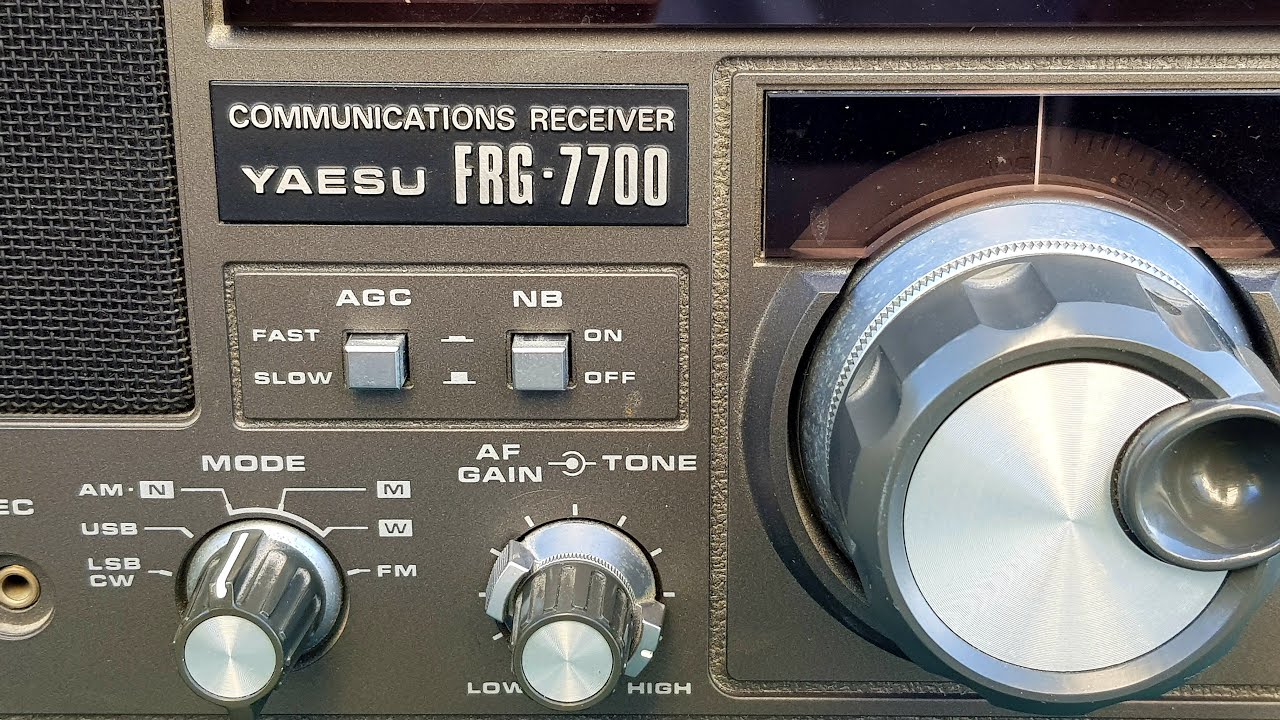 COMMUNICATIONS RECEIVER
YAESU FRG-7700
AGC NB
FAST ON
SLOW OFF
MODE
AF
GAIN TONE
AM·N M
USB W
LSB
CW FM
EC
LOW HIGH